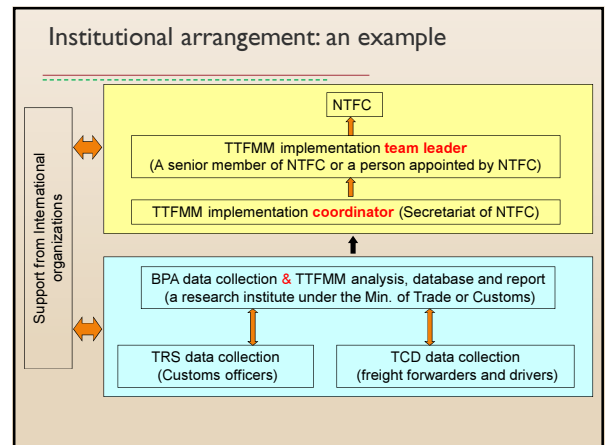 Institutional arrangement: an example
Support from International
organizations
NTFC
TTFMM implementation team leader
(A senior member of NTFC or a person appointed by NTFC)
TTFMM implementation coordinator (Secretariat of NTFC)
BPA data collection & TTFMM analysis, database and report
(a research institute under the Min. of Trade or Customs)
TRS data collection
(Customs officers)
TCD data collection
(freight forwarders and drivers)